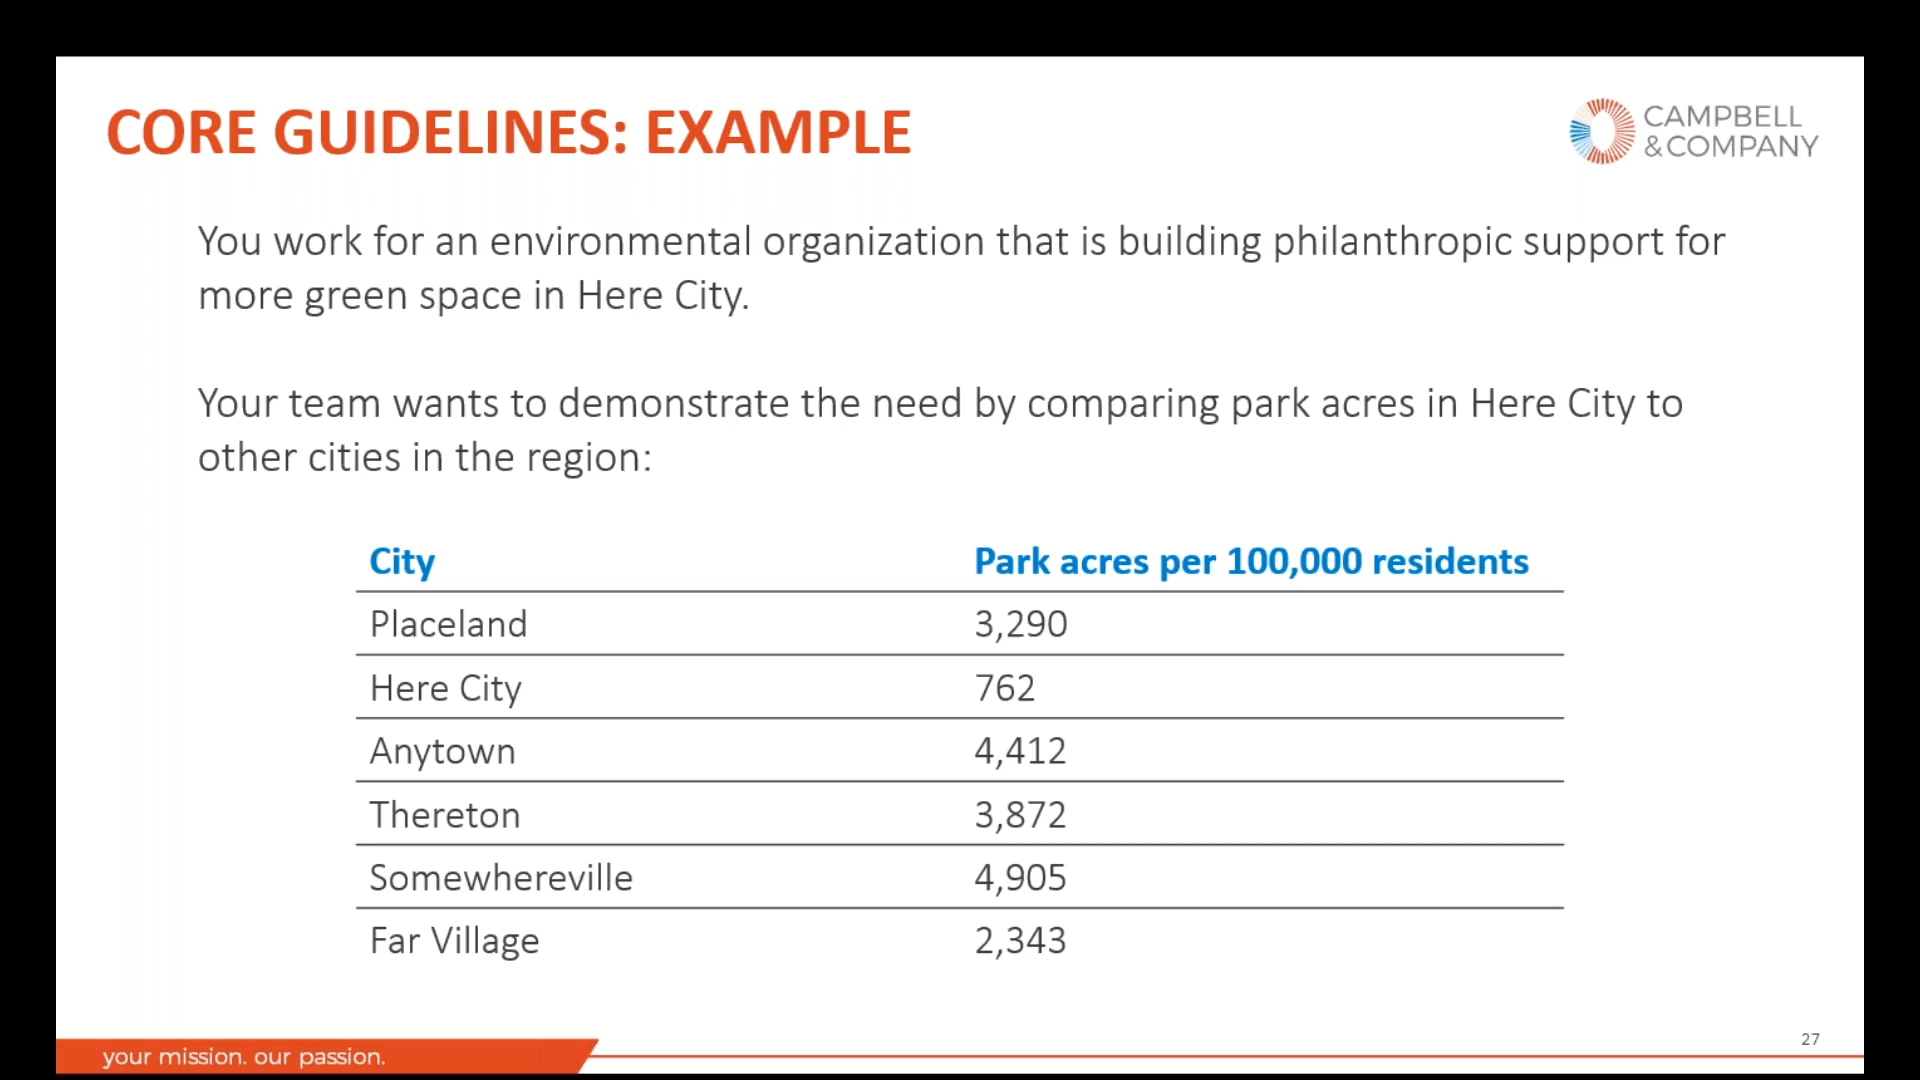 CORE GUIDELINES: EXAMPLE
CAMPBELL
&COMPANY
You work for an environmental organization that is building philanthropic support for
more green space in Here City.
Your team wants to demonstrate the need by comparing park acres in Here City to
other cities in the region:
City Park acres per 100,000 residents
Placeland 3,290
Here City 762
Anytown 4,412
Thereton 3,872
Somewhereville 4,905
Far Village 2,343
27
your mission. our passion.